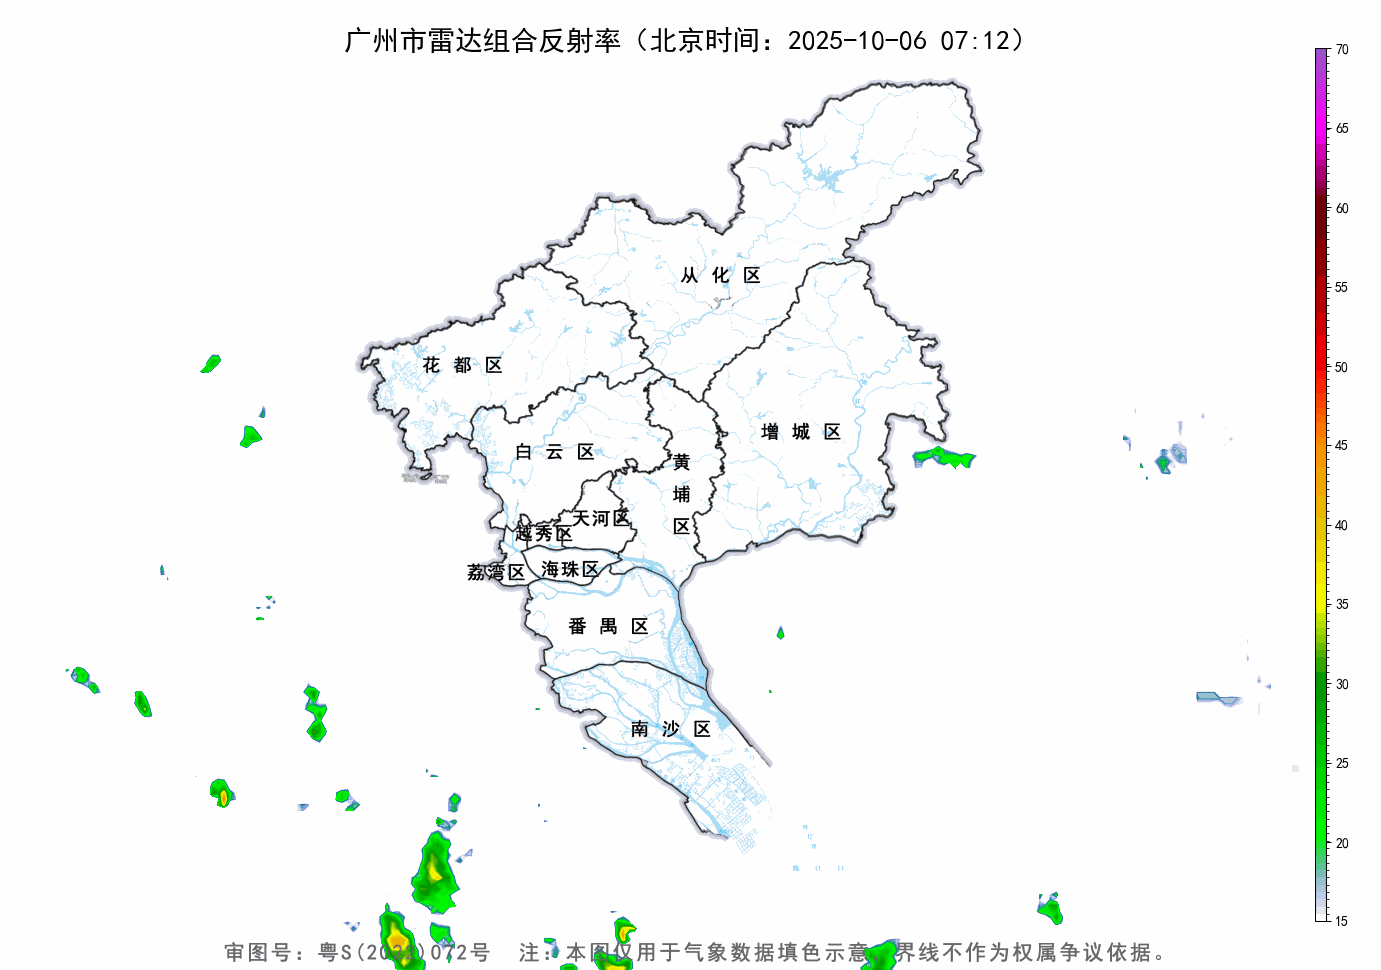 广州市雷达组合反射率（北京时间：2025-10-06 07:12）
70
65
60
55
50
45
40
35
30
25
20
15
从化区
花都区
增城区
白云区
黄埔区
天河区
越秀区
荔湾区
海珠区
番禺区
南沙区
审图号：粤S(2021)072号 注：本图仅用于气象数据填色示意，界线不作为权属争议依据。